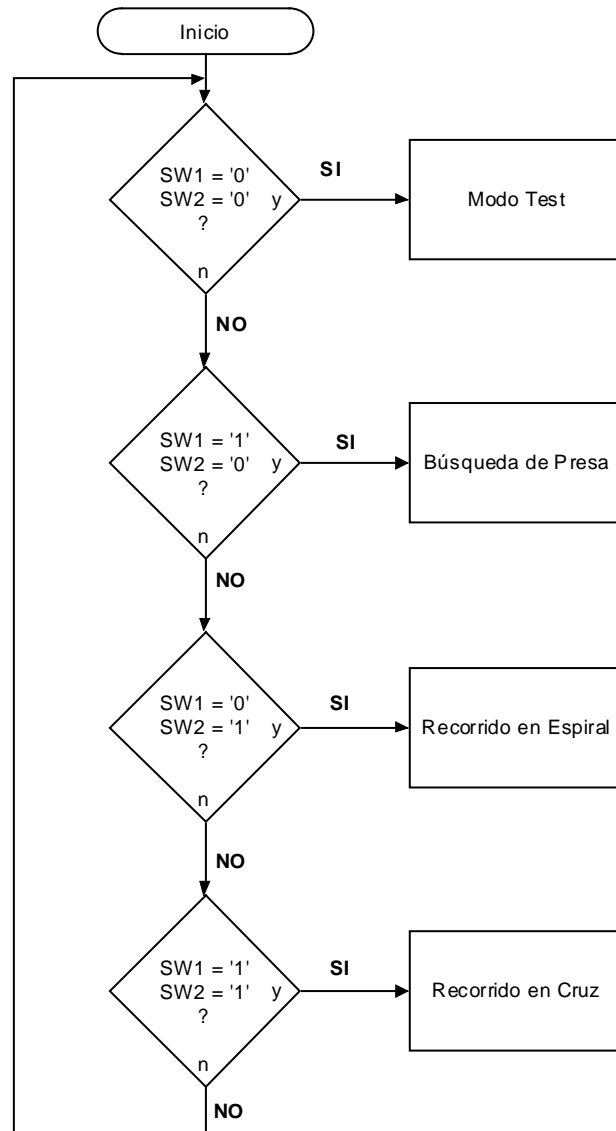 Inicio
SW1 = '0'
SW2 = '0' y
?
n
SI
Modo Test
NO
SW1 = '1'
SW2 = '0' y
?
n
SI
Búsqueda de Presa
NO
SW1 = '0'
SW2 = '1' y
?
n
SI
Recorrido en Espiral
NO
SW1 = '1'
SW2 = '1' y
?
n
SI
Recorrido en Cruz
NO